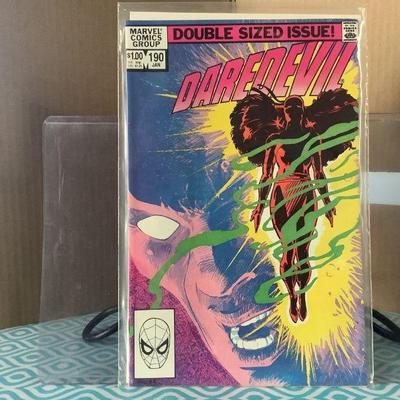 MARVEL®
COMICS
GROUP
DOUBLE SIZED ISSUE!
$1.00
190
JAN
DAREDEVIL